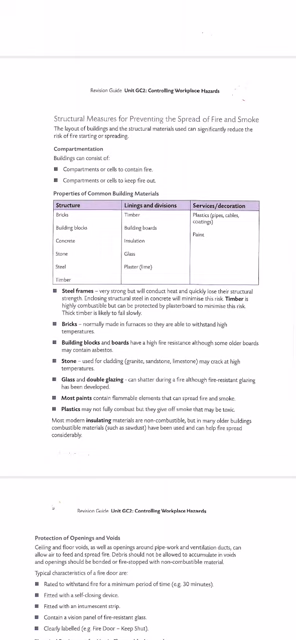 Revision Guide Unit GC2: Controlling Workplace Hazards
Structural Measures for Preventing the Spread of Fire and Smoke
The layout of buildings and the structural materials used can significantly reduce the
risk of fire starting or spreading.
Compartmentation
Buildings can consist of:
■ Compartments or cells to contain fire.
■ Compartments or cells to keep fire out.
Properties of Common Building Materials
Structure Linings and divisions Services/decoration
Bricks Timber Plastics (pipes, cables,
coatings)
Building blocks Building boards Paints
Concrete Insulation
Stone Glass
Steel Plaster (lime)
Timber
■ Steel frames – very strong but will conduct heat and quickly lose their structural
strength. Enclosing structural steel in concrete will minimise this risk. Timber is
highly combustible but can be protected by plasterboard to minimise this risk.
Thick timber is likely to fail slowly.
■ Bricks – normally made in furnaces so they are able to withstand high
temperatures.
■ Building blocks and boards have a high fire resistance although some older boards
may contain asbestos.
■ Stone – used for cladding (granite, sandstone, limestone) may crack at high
temperatures.
■ Glass and double glazing - can shatter during a fire although fire-resistant glazing
has been developed.
■ Most paints contain flammable elements that can spread fire and smoke.
■ Plastics may not fully combust but they give off smoke that may be toxic.
Most modern insulating materials are non-combustible, but in many older buildings
combustible materials (such as sawdust) have been used and can help fire spread
considerably.
Revision Guide Unit GC2: Controlling Workplace Hazards
Protection of Openings and Voids
Ceiling and floor voids, as well as openings around pipe-work and ventilation ducts, can
allow air to feed and spread fire. Debris should not be allowed to accumulate in voids
and openings should be bonded or fire-stopped with non-combustible material.
Typical characteristics of a fire door are:
■ Rated to withstand fire for a minimum period of time (e.g. 30 minutes).
■ Fitted with a self-closing device.
■ Fitted with an intumescent strip.
■ Contain a vision panel of fire-resistant glass.
■ Clearly labelled (e.g. Fire Door – Keep Shut).